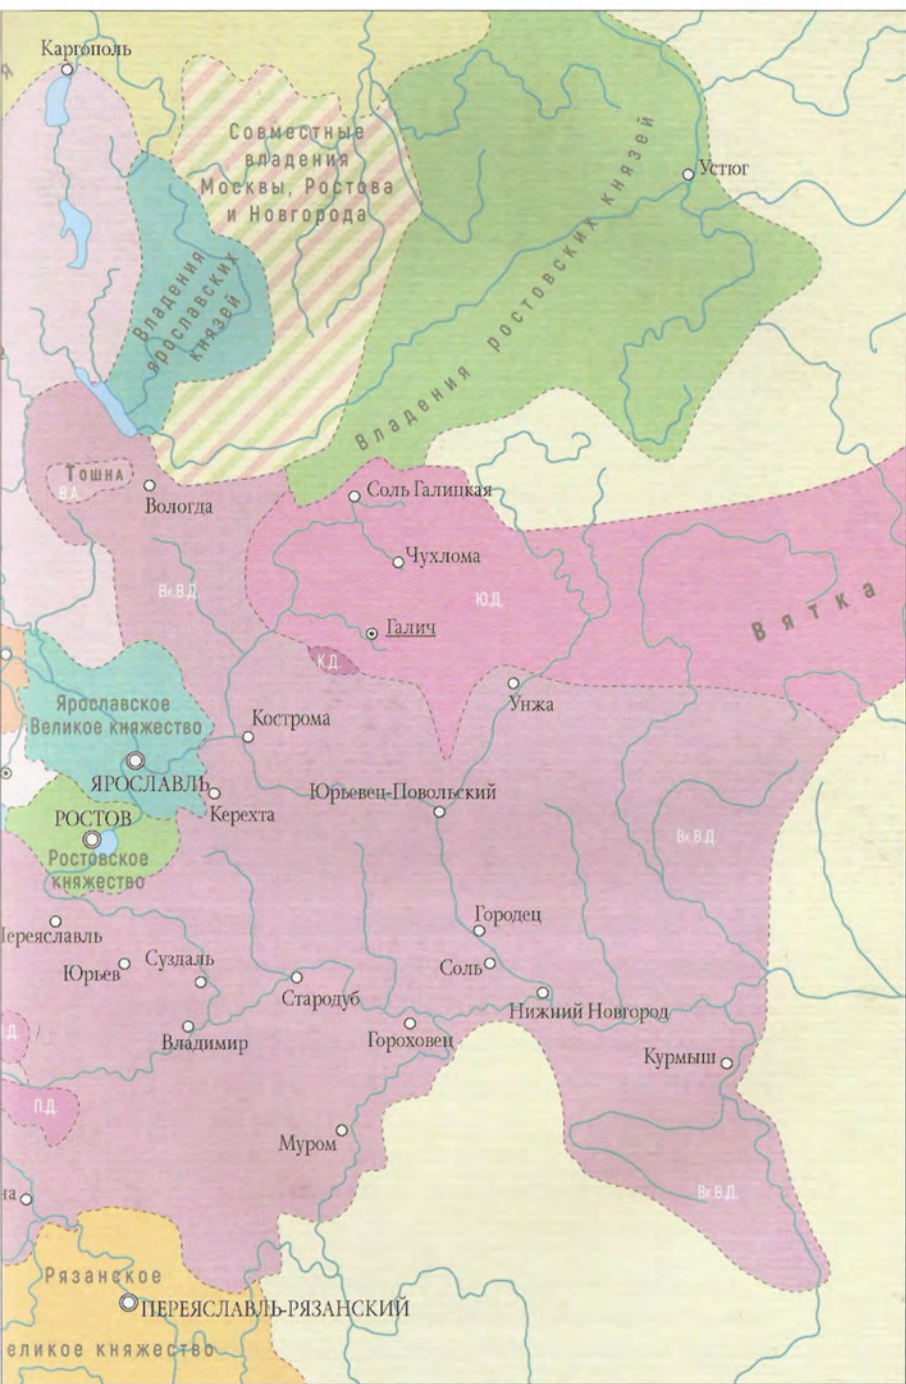 Каргополь
я
Совместные
владения
Москвы, Ростова
и Новгорода
Устюг
Владения
ярославских
князей
Владения ростовских князей
Тошна
В.А.
Вологда
Соль Галицкая
Чухлома
Вк.В.Д.
Ю.Д.
Вятка
Галич
К.Д.
Унжа
Ярославское
Великое княжество
Кострома
ЯРОСЛАВЛЬ
Керехта
Юрьевец-Повольский
РОСТОВ
Вк.В.Д.
Ростовское
княжество
Городец
Переяславль
Суздаль
Юрьев
Соль
Стародуб
Нижний Новгород
Владимир
Гороховец
Д.
Курмыш
П.Д.
Муром
на
Вк.В.Д.
Рязанское
ПЕРЕЯСЛАВЛЬ-РЯЗАНСКИЙ
еликое княжество